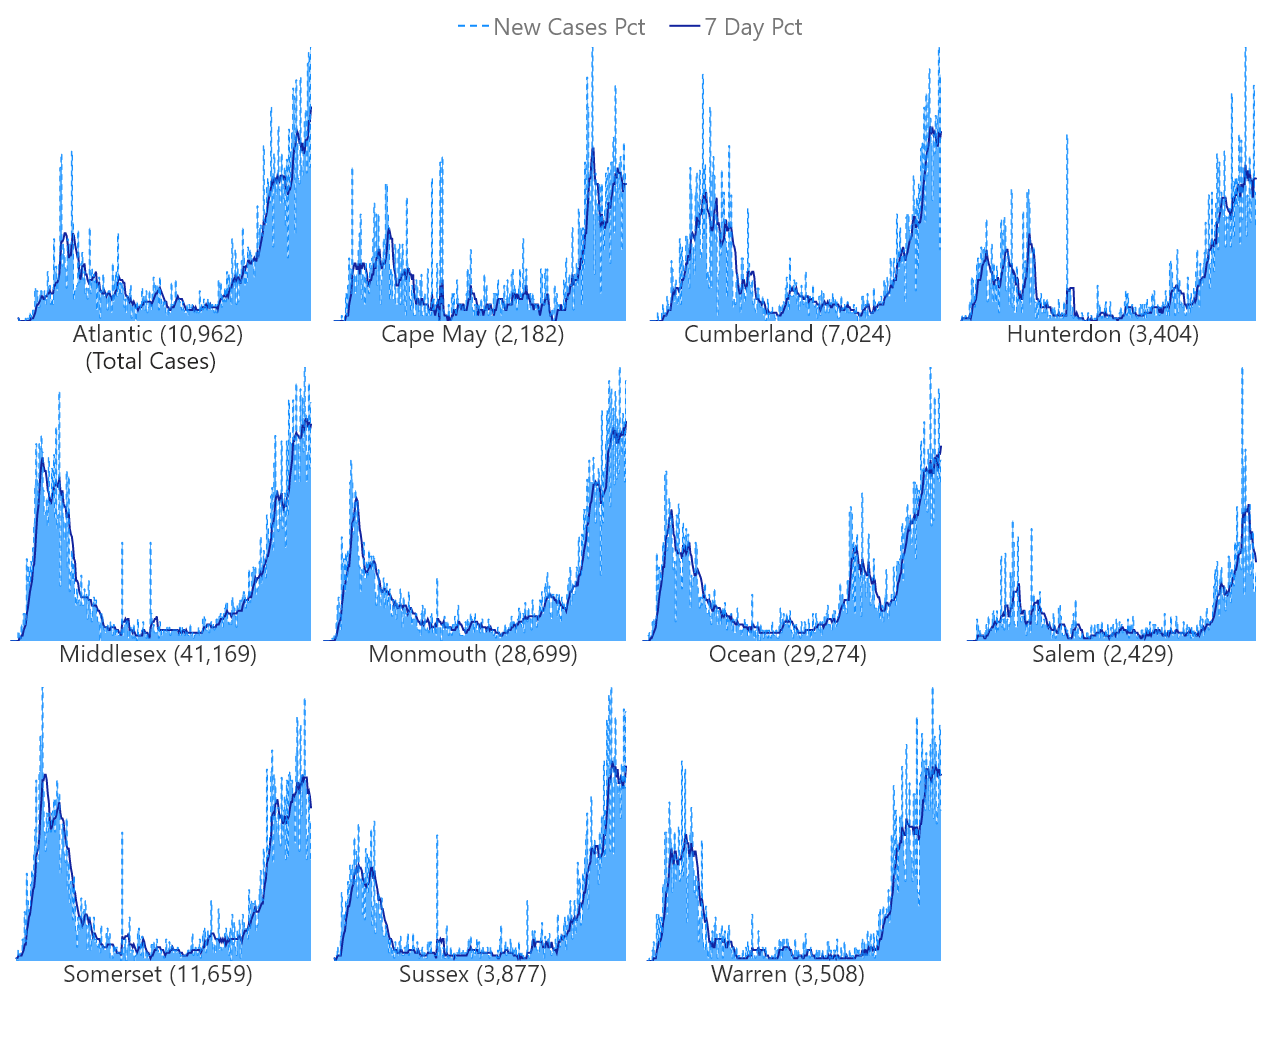 New Cases Pct 7 Day Pct
Atlantic (10,962) Cape May (2,182) Cumberland (7,024) Hunterdon (3,404)
(Total Cases)
Middlesex (41,169) Monmouth (28,699) Ocean (29,274) Salem (2,429)
Somerset (11,659) Sussex (3,877) Warren (3,508)